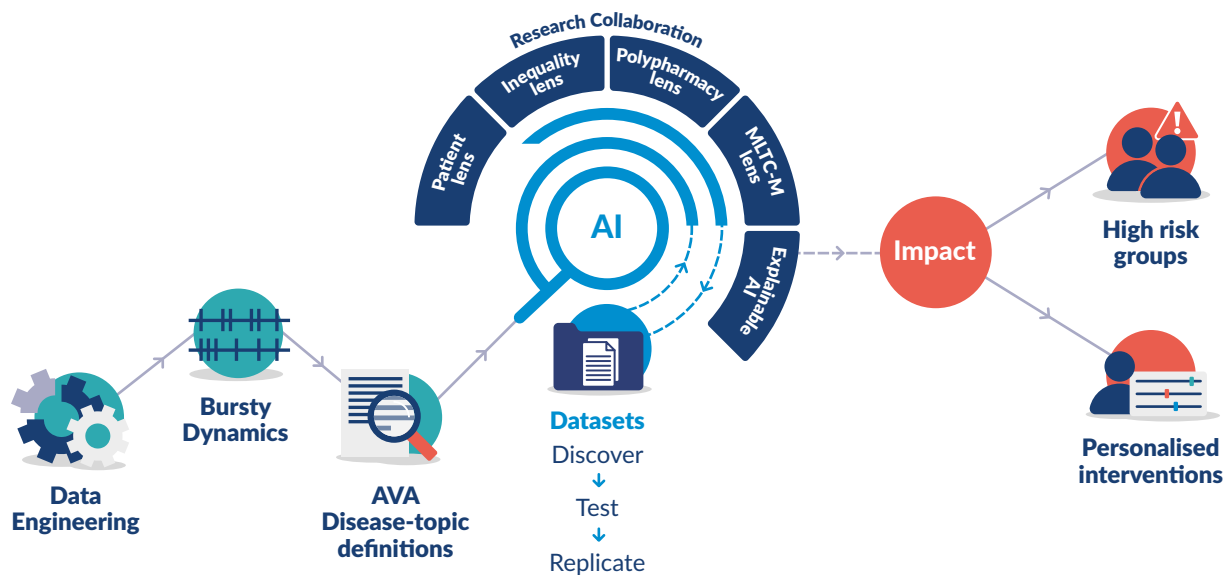 Research Collaboration
Patient
lens
Inequality
lens
Polypharmacy
lens
MLTC-M
lens
Explainable
AI
AI
Impact
High risk
groups
Personalised
interventions
Data
Engineering
Bursty
Dynamics
AVA
Disease-topic
definitions
Datasets
Discover
Test
Replicate